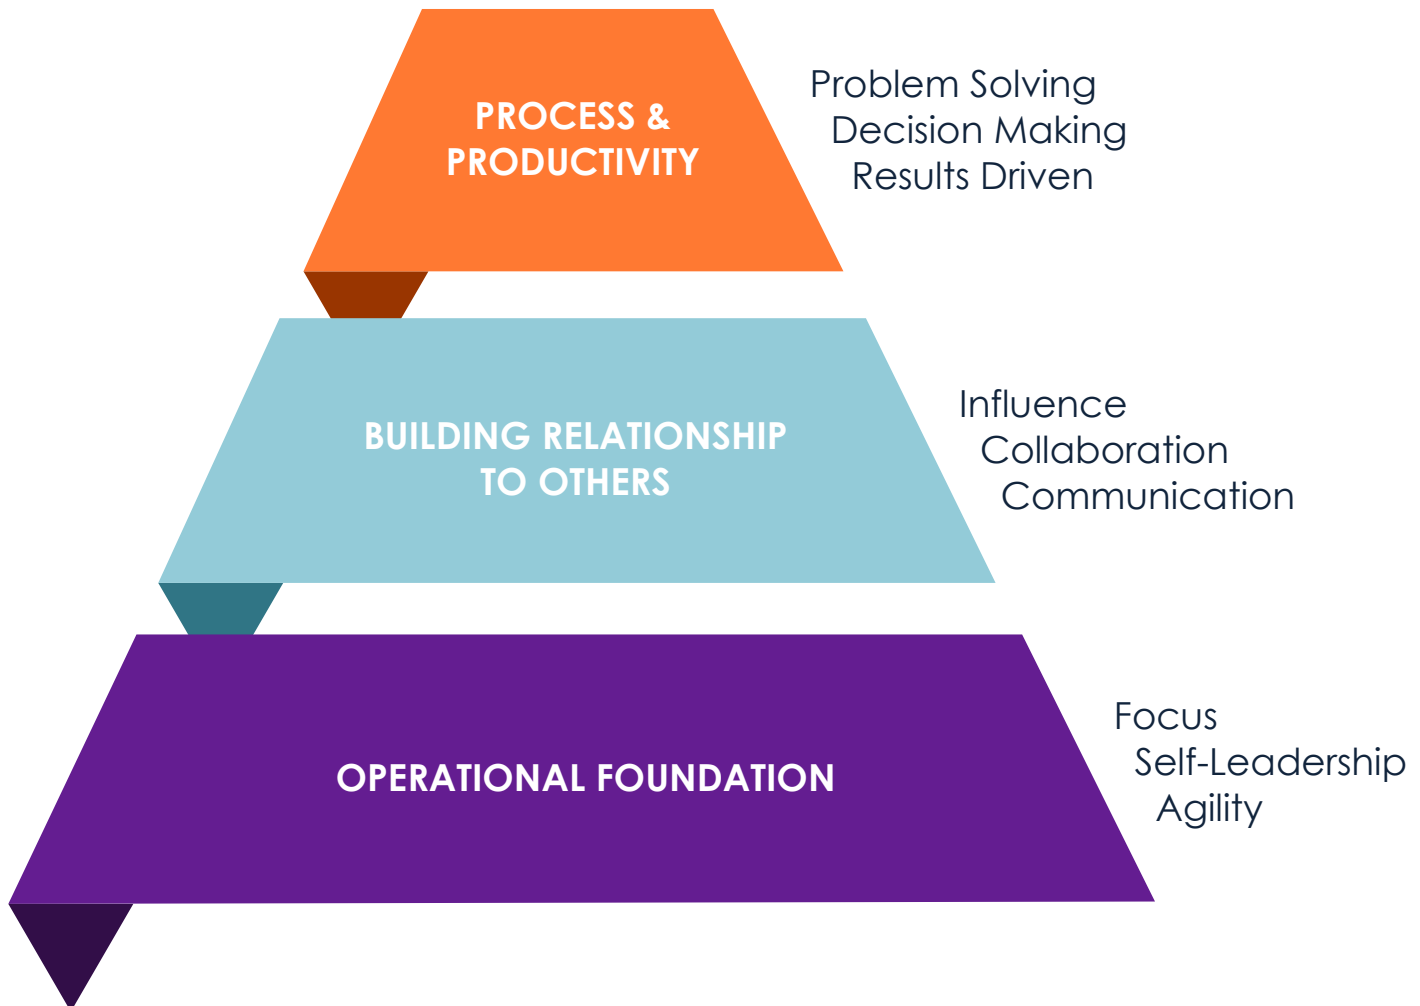 PROCESS &
PRODUCTIVITY
Problem Solving
Decision Making
Results Driven
BUILDING RELATIONSHIP
TO OTHERS
Influence
Collaboration
Communication
OPERATIONAL FOUNDATION
Focus
Self-Leadership
Agility